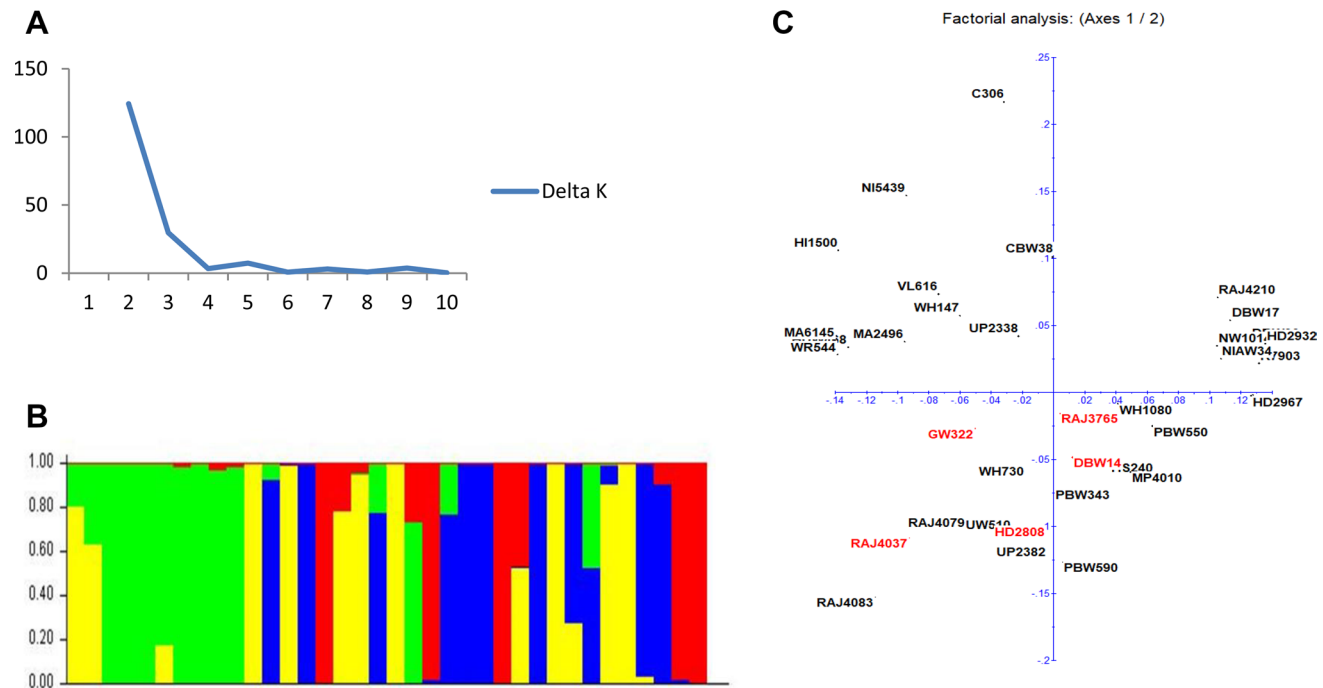 A
150
100
50
0
1 2 3 4 5 6 7 8 9 10
Delta K
B
1.00
0.80
0.60
0.40
0.20
0.00
C
Factorial analysis: (Axes 1 / 2)
.25
C306
.2
NI5439
.15
HI1500
CBW38
.1
VL616
RAJ4210
WH147
DBW17
UP2338
.05
MA6145
MA2496
HD2932
WR544
NIAW34
7903
-.14 -.12 -.1 -.08 -.06 -.04 -.02 .02 .04 .06 .08 .1 .12
HD2967
WH1080
RAJ3765
GW322
PBW550
-.05
DBW14
S240
WH730
MP4010
PBW343
RAJ4079
-.1
HD2808
RAJ4037
UP2382
PBW590
-.15
RAJ4083
-.2